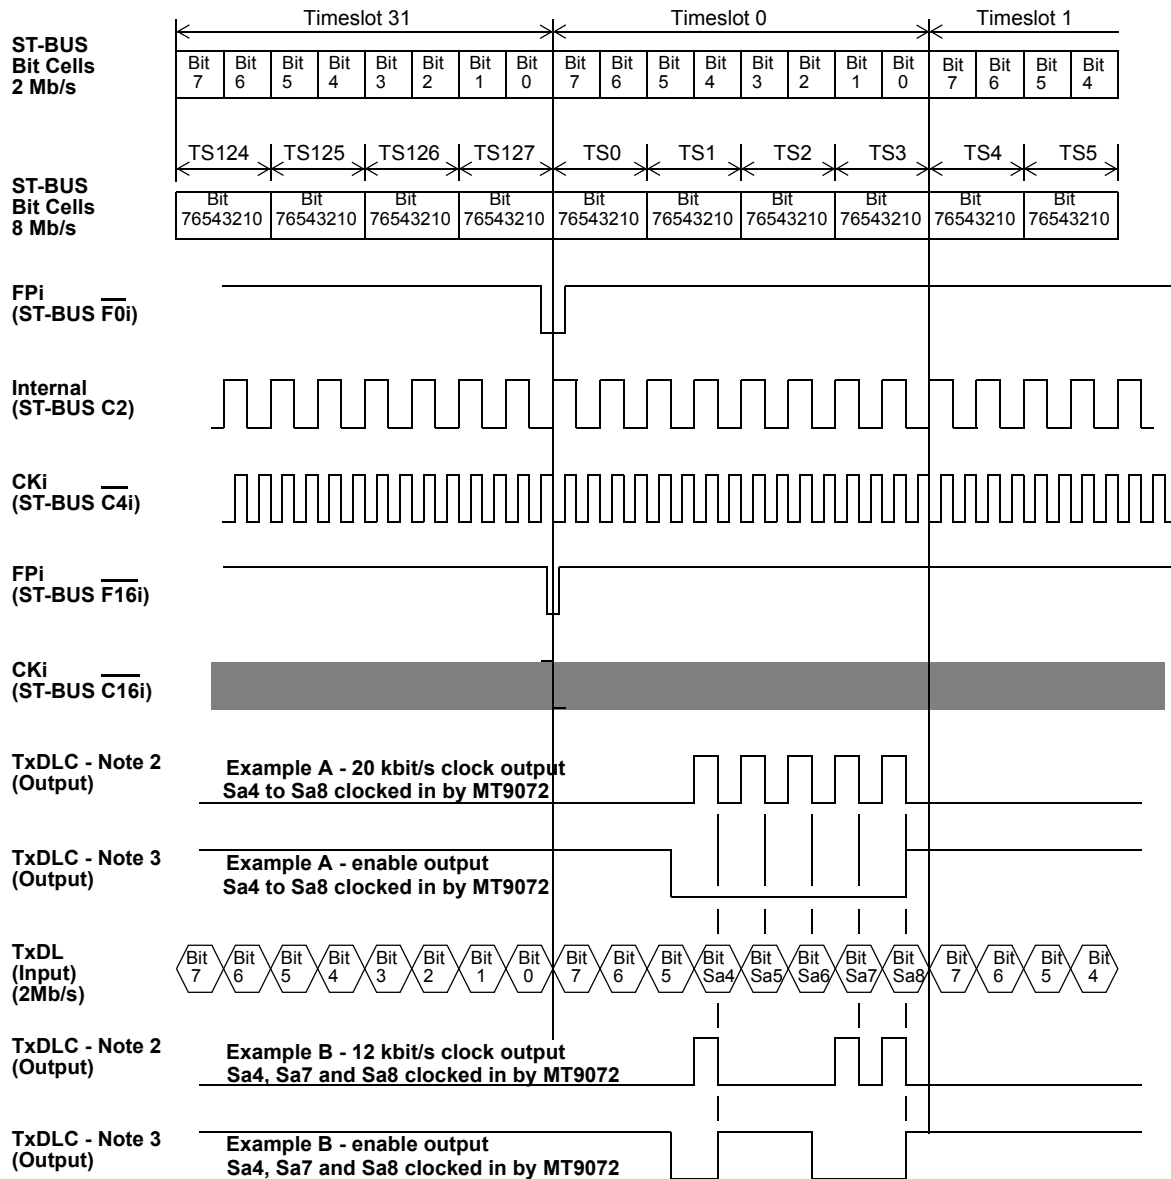 Timeslot 31 Timeslot 0 Timeslot 1
ST-BUS
Bit Cells
2 Mb/s
Bit 7 Bit 6 Bit 5 Bit 4 Bit 3 Bit 2 Bit 1 Bit 0 Bit 7 Bit 6 Bit 5 Bit 4 Bit 3 Bit 2 Bit 1 Bit 0 Bit 7 Bit 6 Bit 5 Bit 4
TS124 TS125 TS126 TS127 TS0 TS1 TS2 TS3 TS4 TS5
ST-BUS
Bit Cells
8 Mb/s
Bit Bit Bit Bit Bit Bit Bit Bit Bit Bit
76543210 76543210 76543210 76543210 76543210 76543210 76543210 76543210 76543210 76543210
FPi
(ST-BUS F0i)
Internal
(ST-BUS C2)
CKi
(ST-BUS C4i)
FPi
(ST-BUS F16i)
CKi
(ST-BUS C16i)
TxDLC - Note 2
(Output)
Example A - 20 kbit/s clock output
Sa4 to Sa8 clocked in by MT9072
TxDLC - Note 3
(Output)
Example A - enable output
Sa4 to Sa8 clocked in by MT9072
TxDL
(Input)
(2Mb/s)
Bit 7 Bit 6 Bit 5 Bit 4 Bit 3 Bit 2 Bit 1 Bit 0 Bit 7 Bit 6 Bit 5 Bit Sa4 Bit Sa5 Bit Sa6 Bit Sa7 Bit Sa8 Bit 7 Bit 6 Bit 5 Bit 4
TxDLC - Note 2
(Output)
Example B - 12 kbit/s clock output
Sa4, Sa7 and Sa8 clocked in by MT9072
TxDLC - Note 3
(Output)
Example B - enable output
Sa4, Sa7 and Sa8 clocked in by MT9072